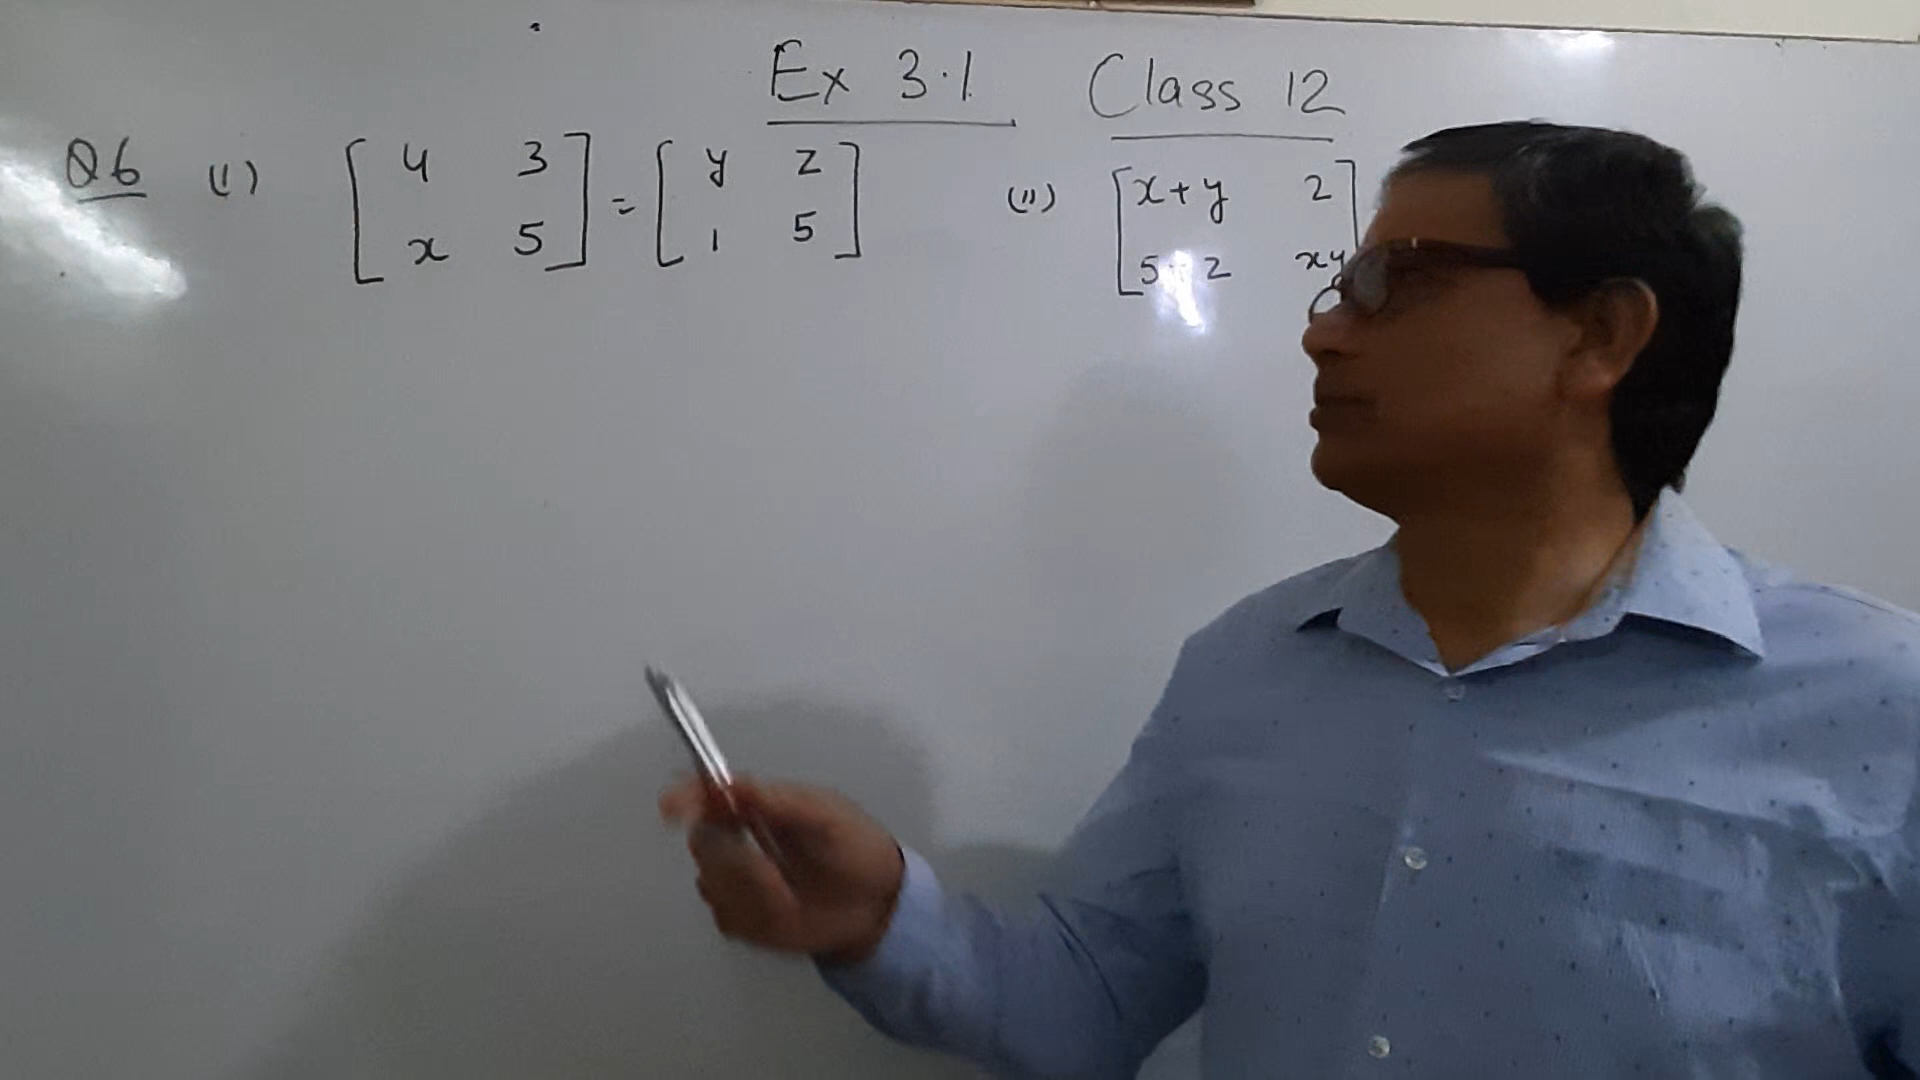 Ex 3.1 Class 12
Q6 (i) [ 4 3 ] = [ y z ] (ii) [ x+y 2 ]
[ x 5 ] [ 1 5 ] [ 5 z xy